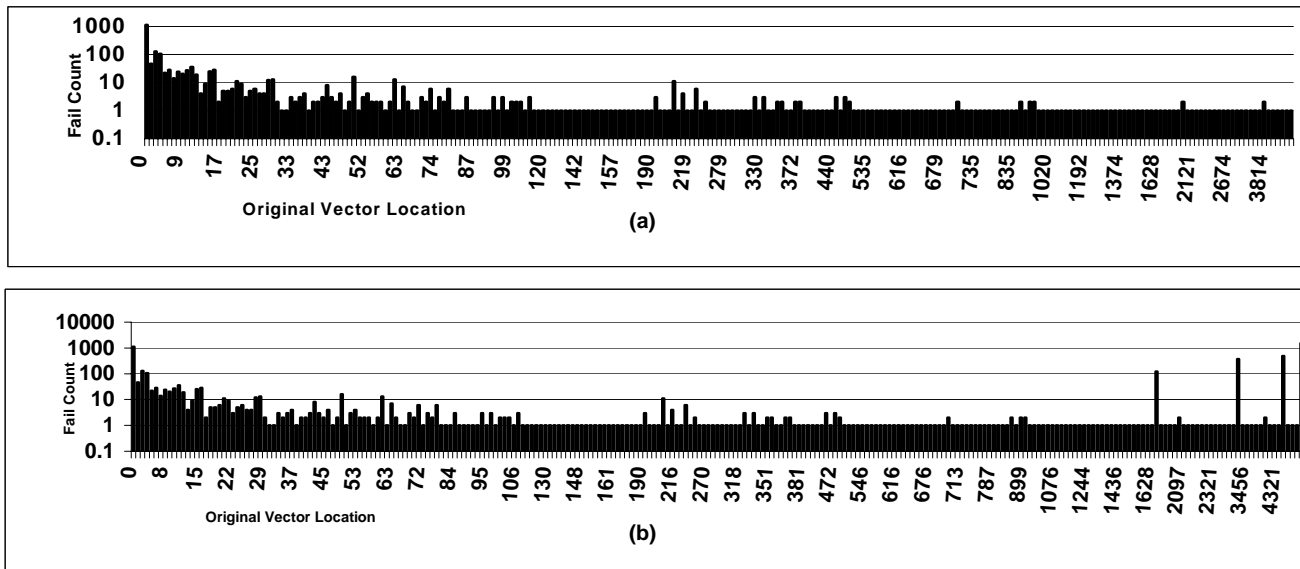 1000
100
10
1
0.1
Fail Count
0 9 17 25 33 43 52 63 74 87 99 120 142 157 190 219 279 330 372 440 535 616 679 735 835 1020 1192 1374 1628 2121 2674 3814
Original Vector Location
(a)
10000
1000
100
10
1
0.1
Fail Count
0 8 15 22 29 37 45 52 63 74 84 95 106 130 148 161 190 216 270 318 351 381 472 546 616 676 713 787 899 1076 1244 1436 1628 2097 2321 3456 4321
Original Vector Location
(b)